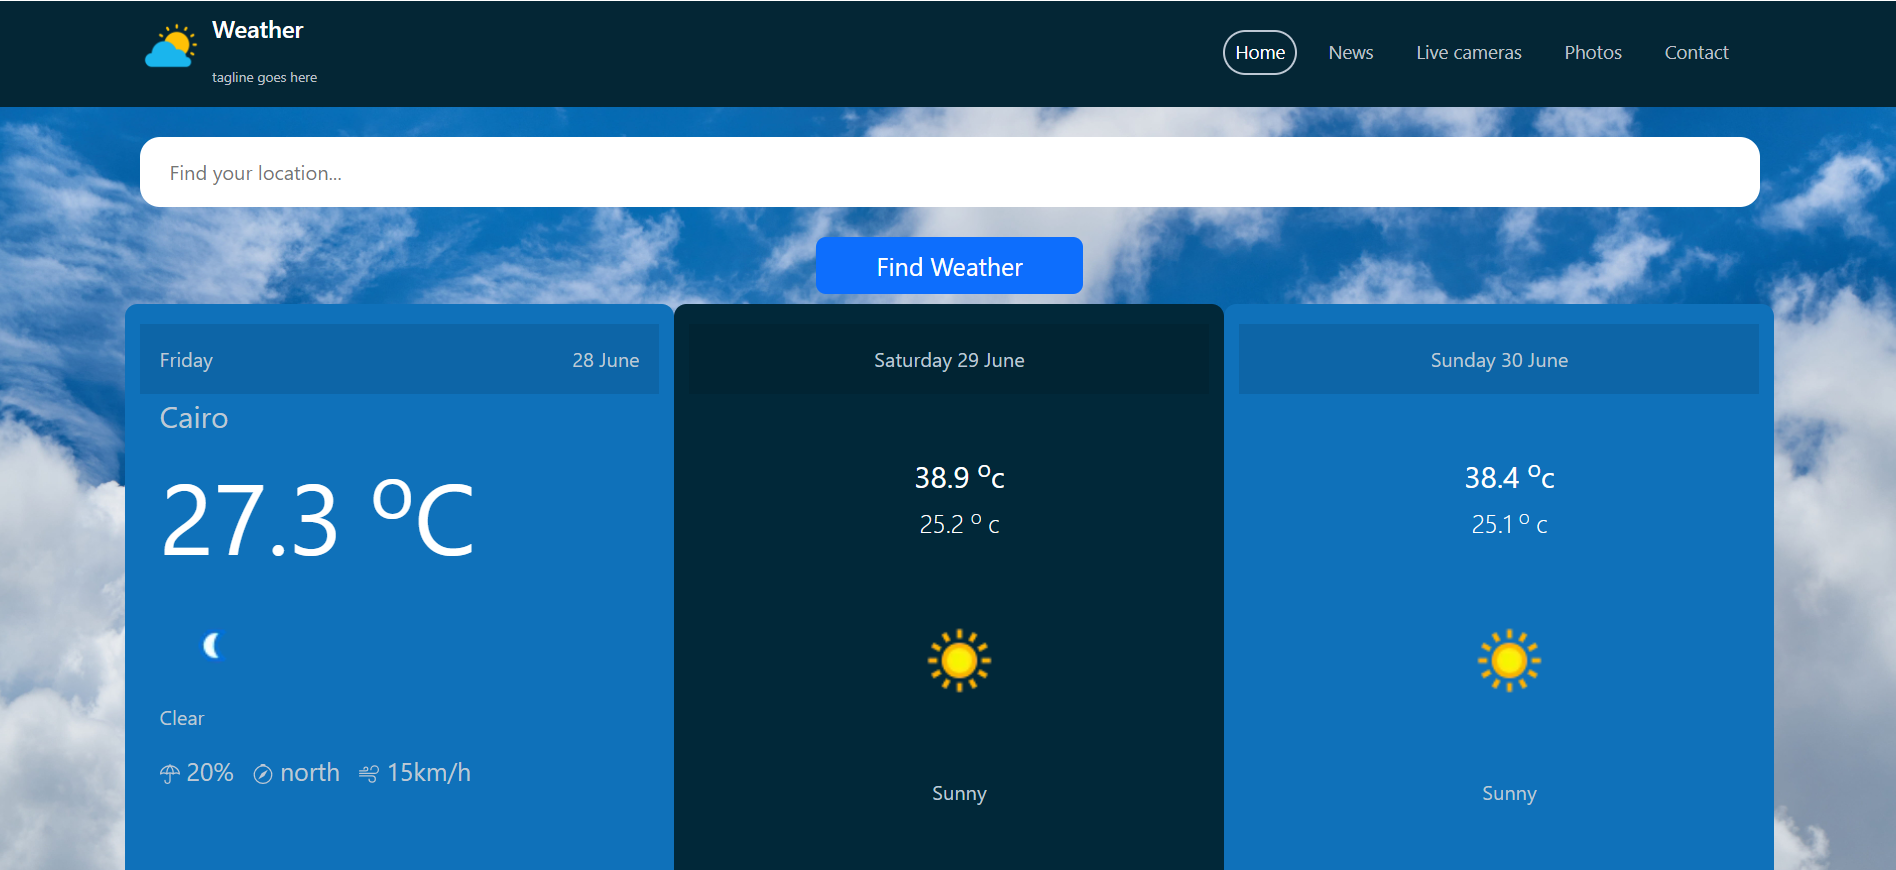 Weather
tagline goes here
Home News Live cameras Photos Contact
Find your location...
Find Weather
Friday 28 June
Cairo
27.3 °C
Clear
20% north 15km/h
Saturday 29 June
38.9 °c
25.2 ° c
Sunny
Sunday 30 June
38.4 °c
25.1 ° c
Sunny